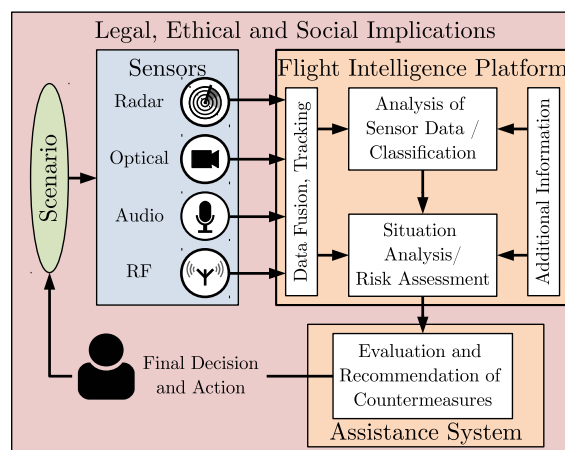 Legal, Ethical and Social Implications
Scenario
Sensors
Radar
Optical
Audio
RF
Flight Intelligence Platform
Data Fusion, Tracking
Analysis of
Sensor Data /
Classification
Situation
Analysis/
Risk Assessment
Additional Information
Evaluation and
Recommendation of
Countermeasures
Assistance System
Final Decision
and Action